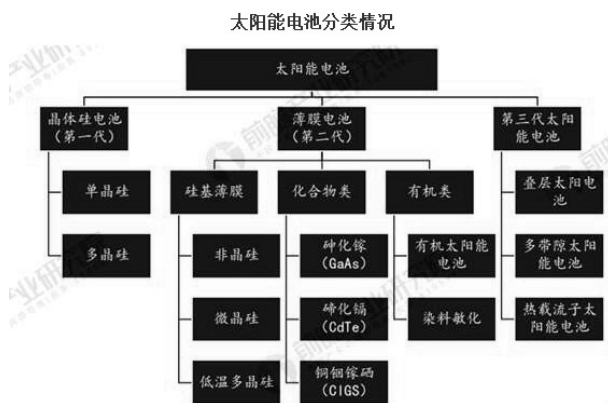 太阳能电池分类情况
太阳能电池
晶体硅电池
（第一代）
薄膜电池
（第二代）
第三代太阳
能电池
单晶硅
多晶硅
硅基薄膜
化合物类
有机类
叠层太阳电
池
非晶硅
砷化镓
(GaAs)
有机太阳能
电池
多带隙太阳
能电池
微晶硅
碲化镉
(CdTe)
染料敏化
热载流子太
阳能电池
低温多晶硅
铜铟镓硒
(CIGS)